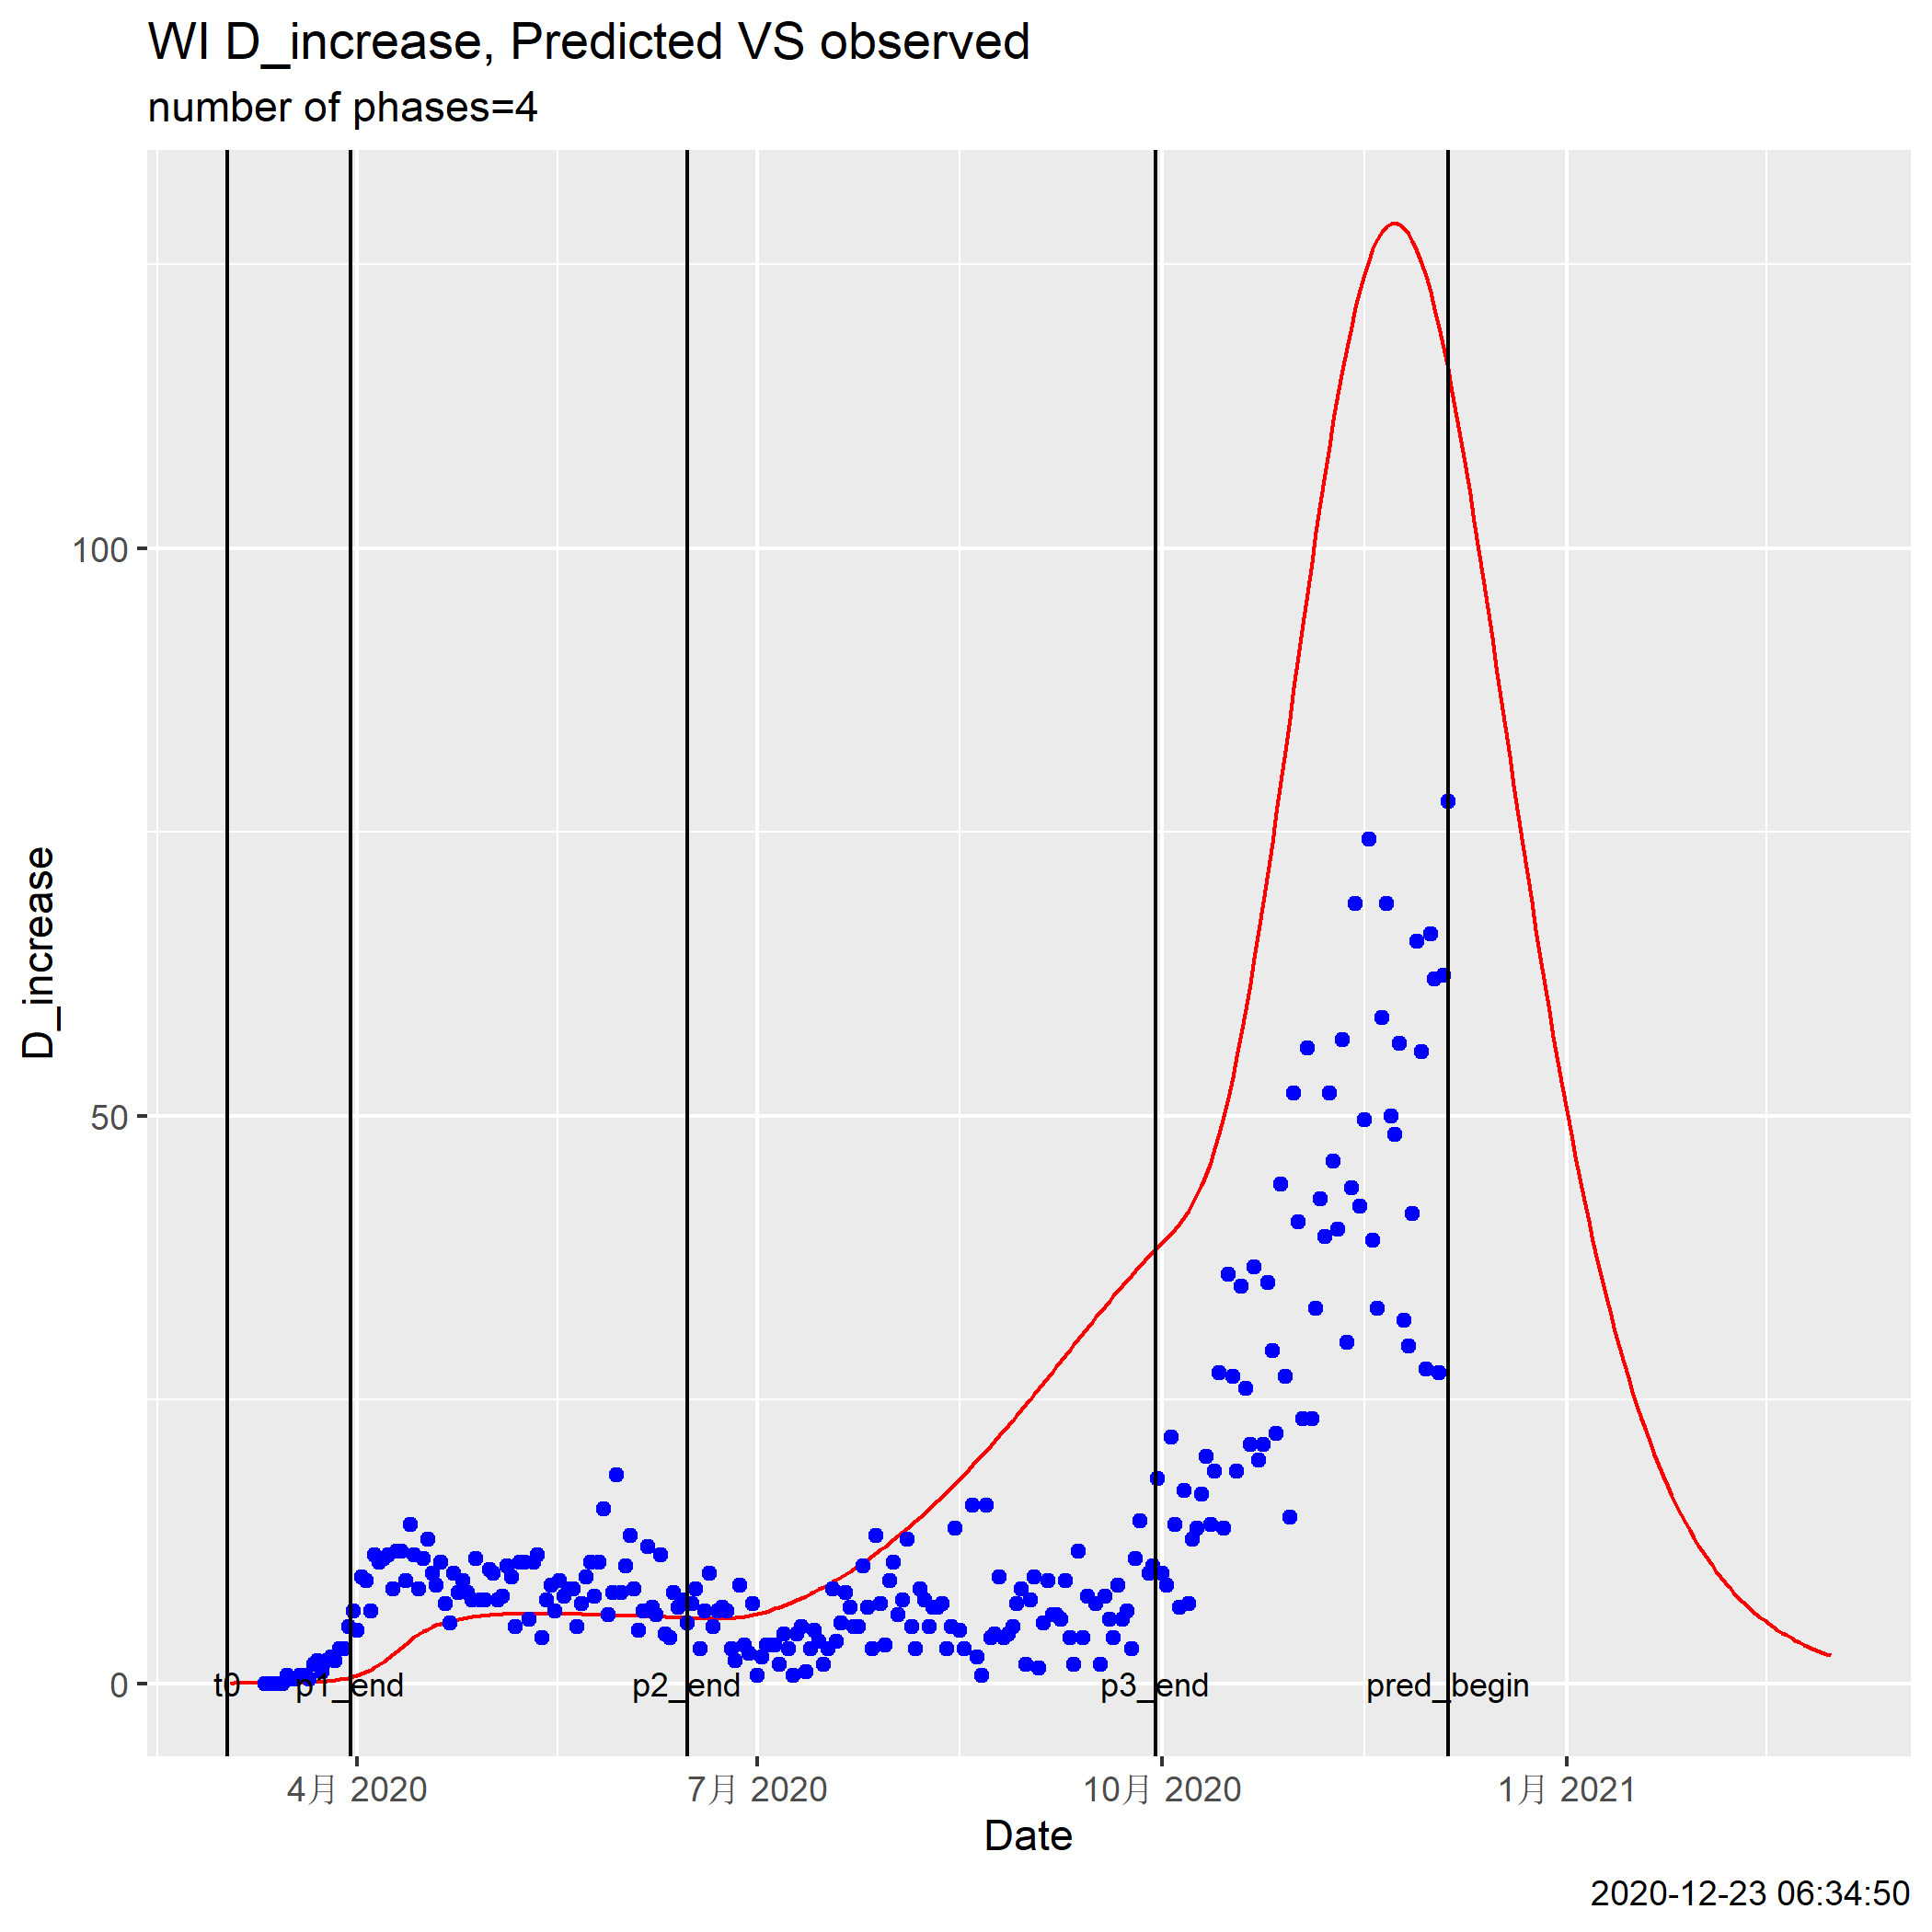 WI D_increase, Predicted VS observed
number of phases=4
100
50
0
D_increase
t0 p1_end p2_end p3_end pred_begin
4月 2020 7月 2020 10月 2020 1月 2021
Date
2020-12-23 06:34:50